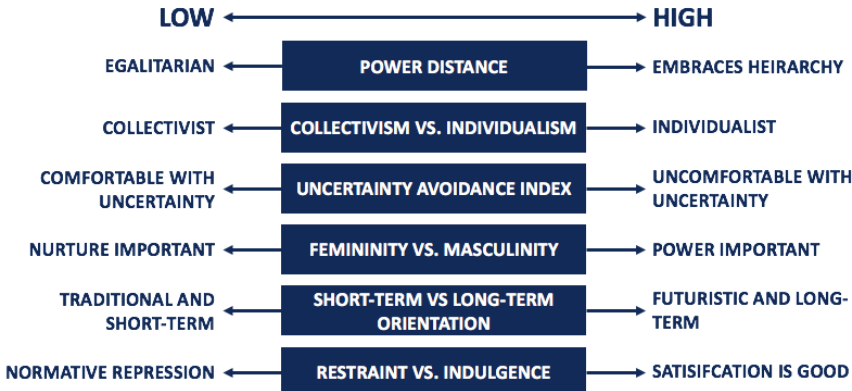 LOW HIGH
EGALITARIAN POWER DISTANCE EMBRACES HEIRARCHY
COLLECTIVIST COLLECTIVISM VS. INDIVIDUALISM INDIVIDUALIST
COMFORTABLE WITH
UNCERTAINTY
UNCERTAINTY AVOIDANCE INDEX
UNCOMFORTABLE WITH
UNCERTAINTY
NURTURE IMPORTANT FEMININITY VS. MASCULINITY POWER IMPORTANT
TRADITIONAL AND
SHORT-TERM
SHORT-TERM VS LONG-TERM
ORIENTATION
FUTURISTIC AND LONG-
TERM
NORMATIVE REPRESSION RESTRAINT VS. INDULGENCE SATISIFCATION IS GOOD